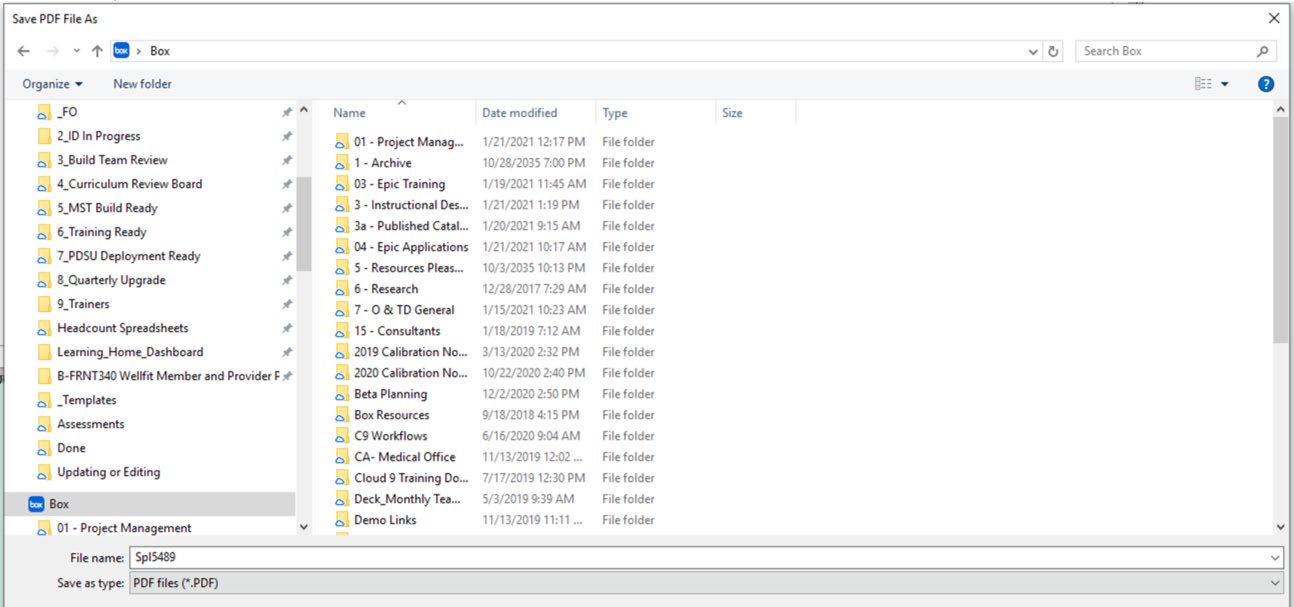 Save PDF File As
box > Box
Search Box
Organize New folder
_FO
2_ID In Progress
3_Build Team Review
4_Curriculum Review Board
5_MST Build Ready
6_Training Ready
7_PDSU Deployment Ready
8_Quarterly Upgrade
9_Trainers
Headcount Spreadsheets
Learning_Home_Dashboard
B-FRNT340 Wellfit Member and Provider F
_Templates
Assessments
Done
Updating or Editing
box Box
01 - Project Management
Name Date modified Type Size
01 - Project Manag... 1/21/2021 12:17 PM File folder
1 - Archive 10/28/2035 7:00 PM File folder
03 - Epic Training 1/19/2021 11:45 AM File folder
3 - Instructional Des... 1/21/2021 1:19 PM File folder
3a - Published Catal... 1/20/2021 9:15 AM File folder
04 - Epic Applications 1/21/2021 10:17 AM File folder
5 - Resources Pleas... 10/3/2035 10:13 PM File folder
6 - Research 12/28/2017 7:29 AM File folder
7 - O & TD General 1/15/2021 10:23 AM File folder
15 - Consultants 1/18/2019 7:12 AM File folder
2019 Calibration No... 3/13/2020 2:32 PM File folder
2020 Calibration No... 10/22/2020 2:40 PM File folder
Beta Planning 12/2/2020 2:50 PM File folder
Box Resources 9/18/2018 4:15 PM File folder
C9 Workflows 6/16/2020 9:04 AM File folder
CA- Medical Office 11/13/2019 12:02 ... File folder
Cloud 9 Training Do... 7/17/2019 12:30 PM File folder
Deck_Monthly Tea... 5/3/2019 9:39 AM File folder
Demo Links 11/13/2019 11:11 ... File folder
File name: Spl5489
Save as type: PDF files (*.PDF)